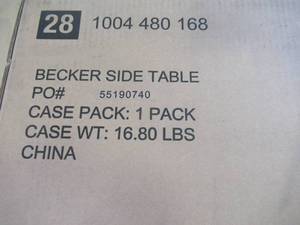 28 1004 480 168
BECKER SIDE TABLE
PO# 55190740
CASE PACK: 1 PACK
CASE WT: 16.80 LBS
CHINA